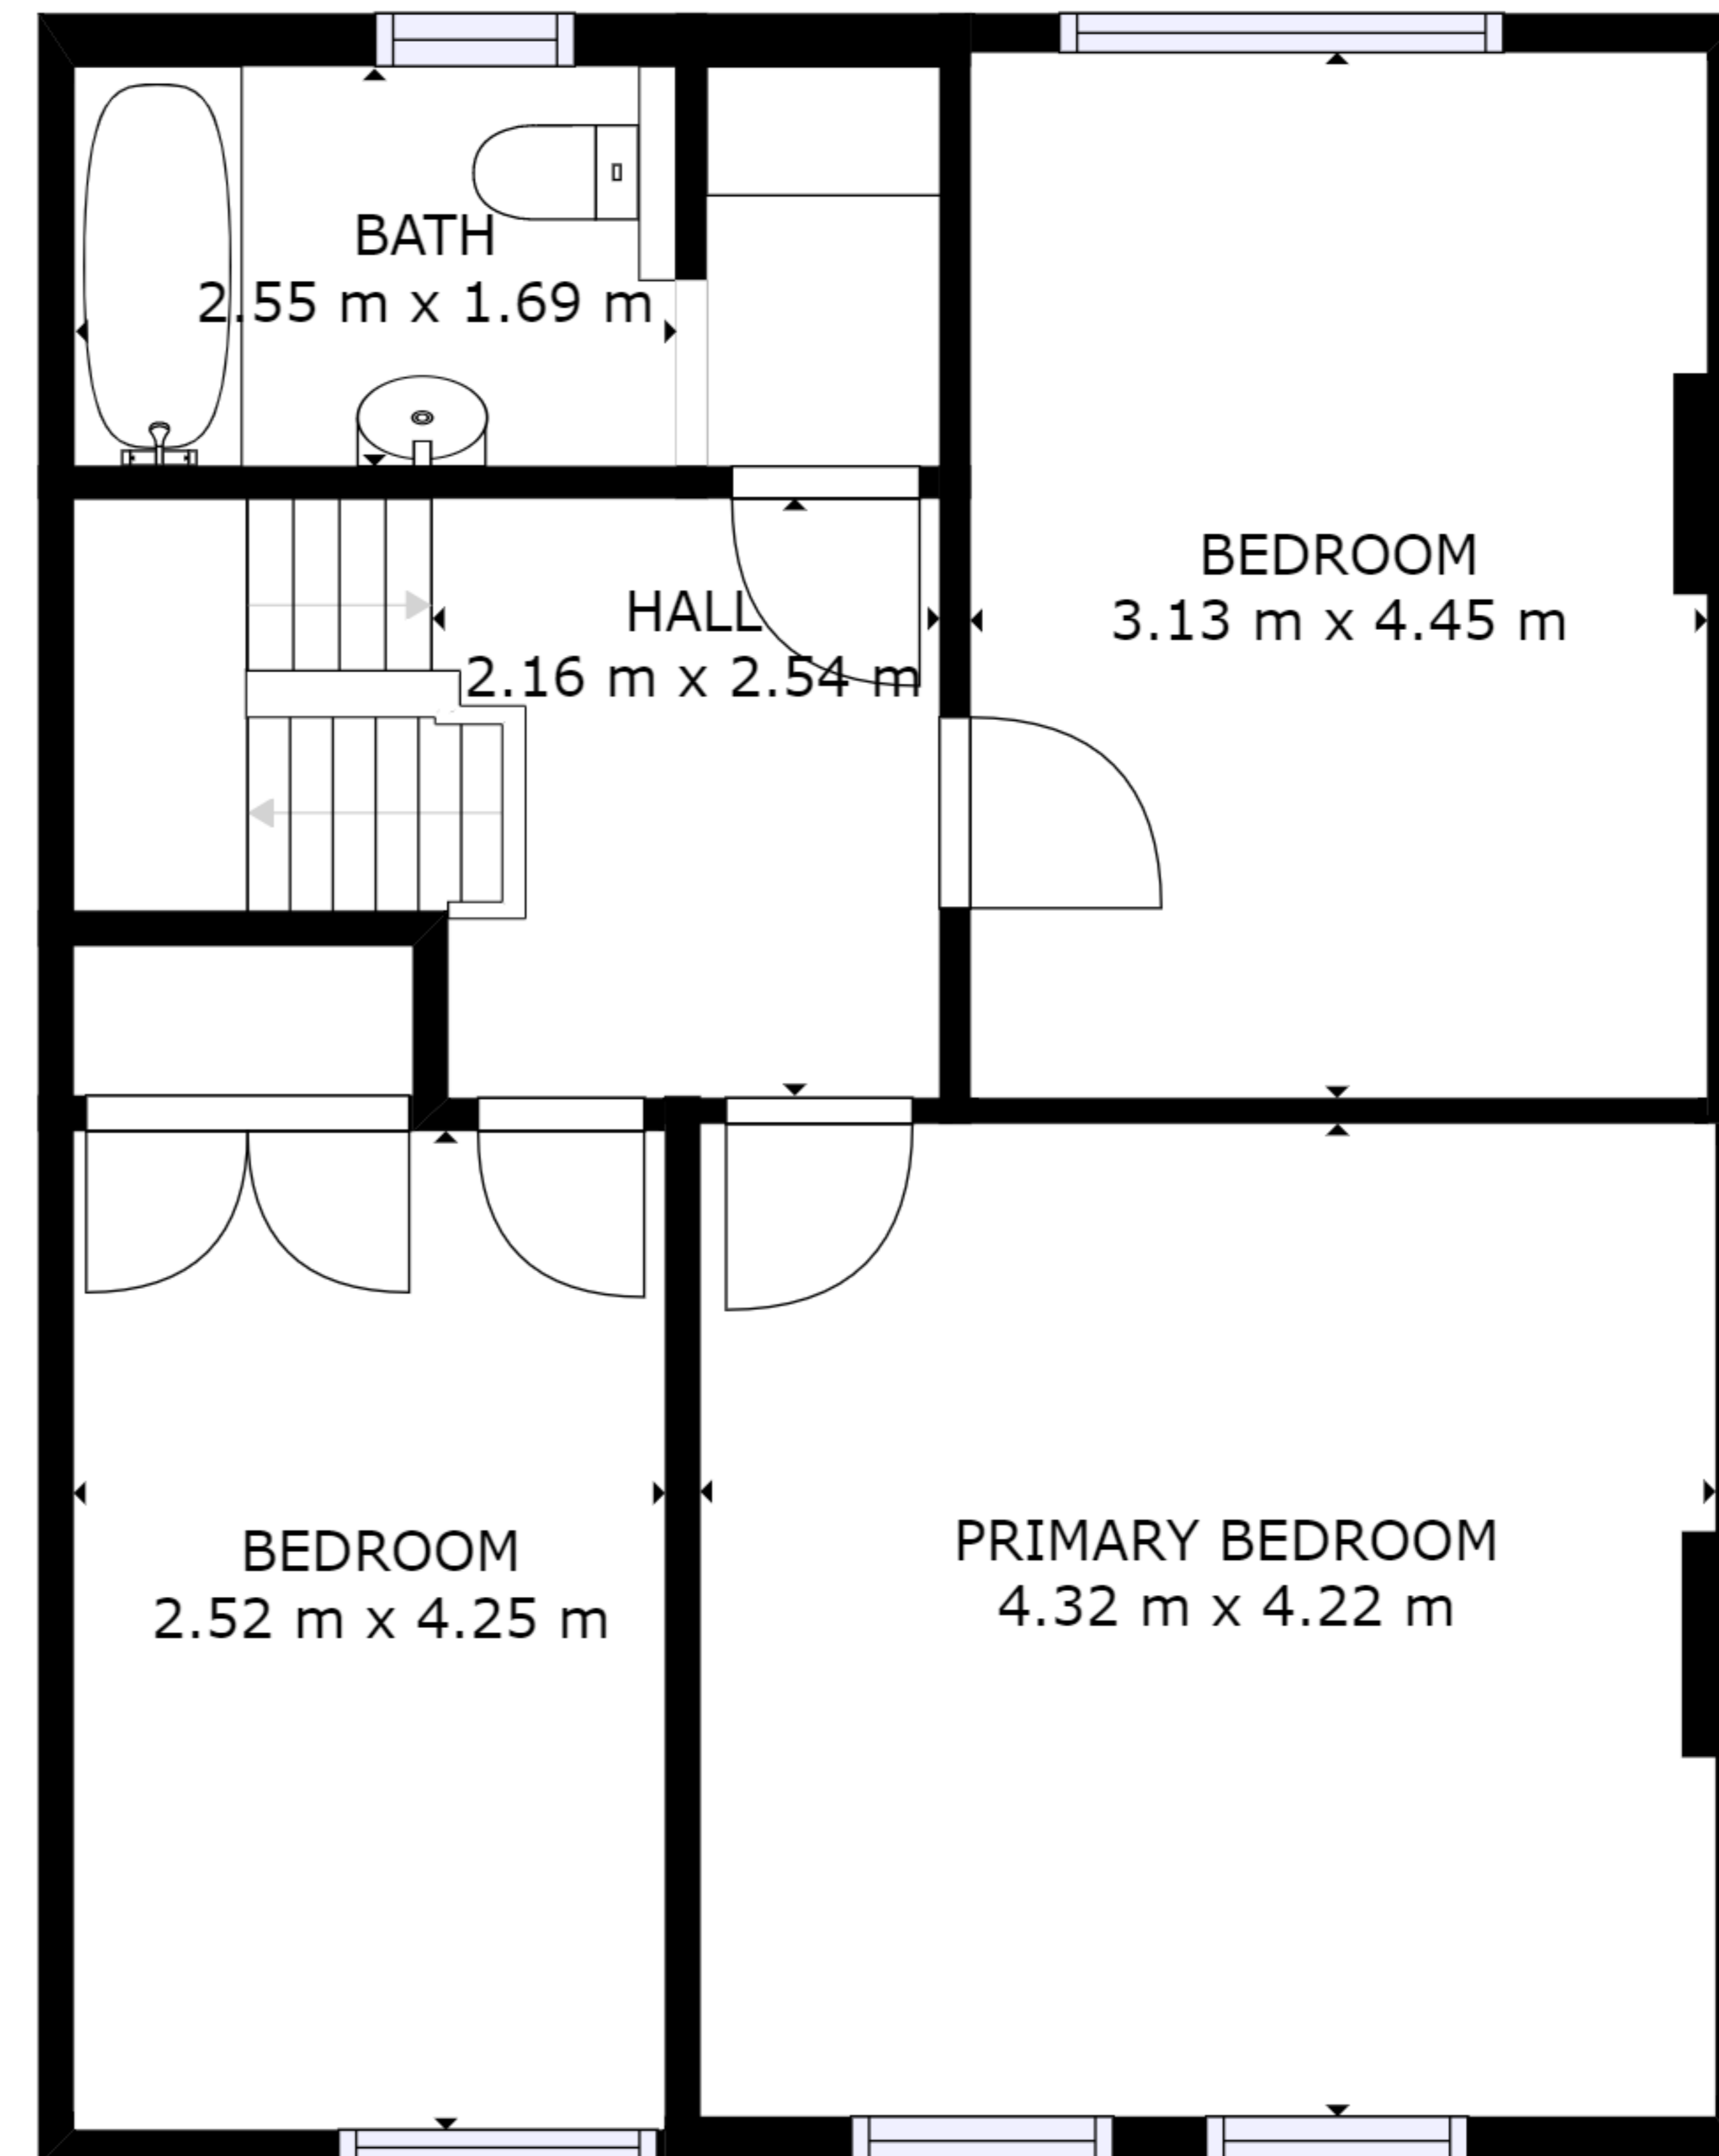 BATH
2.55 m x 1.69 m
HALL
2.16 m x 2.54 m
BEDROOM
3.13 m x 4.45 m
BEDROOM
2.52 m x 4.25 m
PRIMARY BEDROOM
4.32 m x 4.22 m